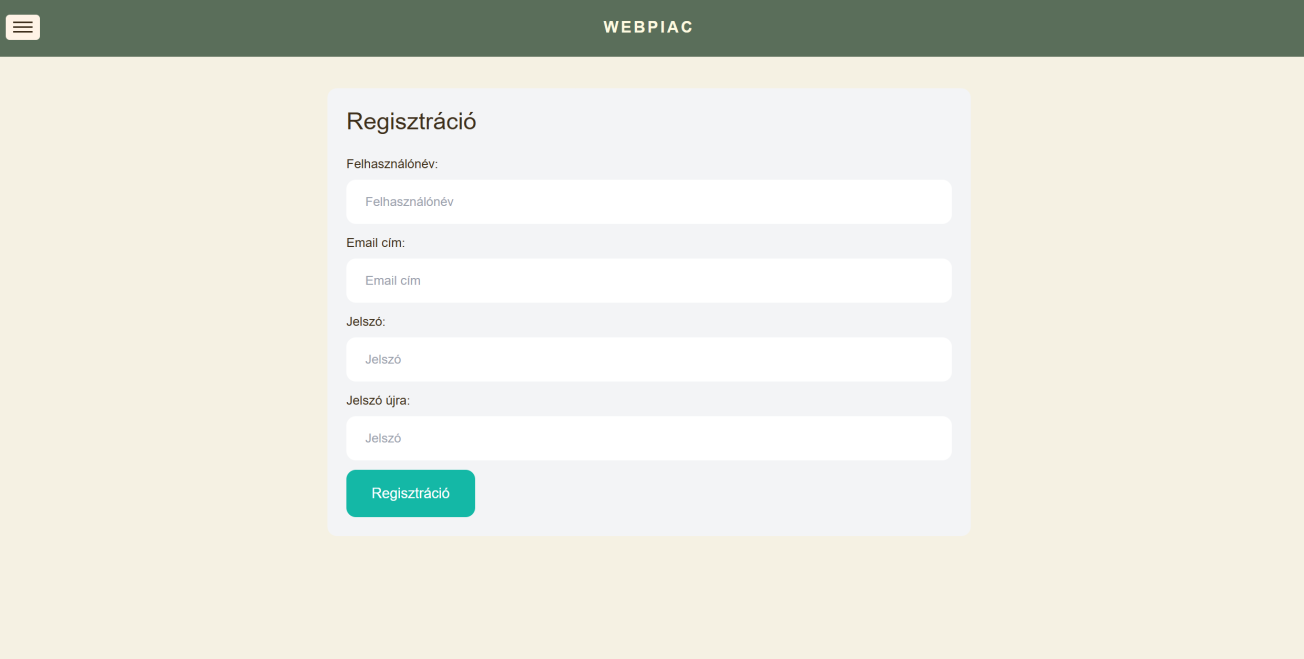 WEBPIAC
Regisztráció
Felhasználónév:
Felhasználónév
Email cím:
Email cím
Jelszó:
Jelszó
Jelszó újra:
Jelszó
Regisztráció